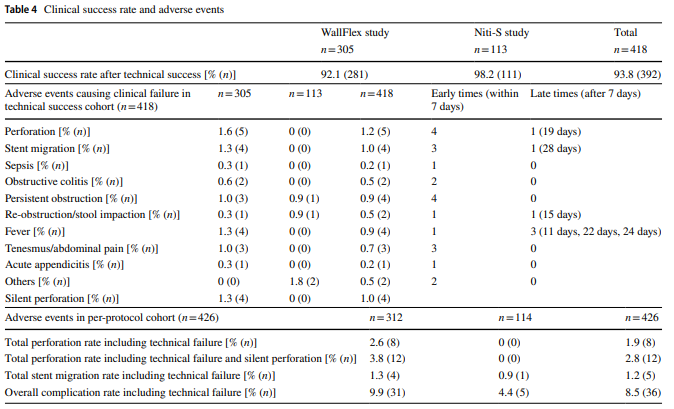 Table 4 Clinical success rate and adverse events
WallFlex study Niti-S study Total
n=305 n=113 n=418
Clinical success rate after technical success [% (n)] 92.1 (281) 98.2 (111) 93.8 (392)
Adverse events causing clinical failure in n=305 n=113 n=418 Early times (within Late times (after 7 days)
technical success cohort (n=418) 7 days)
Perforation [% (n)] 1.6 (5) 0 (0) 1.2 (5) 4 1 (19 days)
Stent migration [% (n)] 1.3 (4) 0 (0) 1.0 (4) 3 1 (28 days)
Sepsis [% (n)] 0.3 (1) 0 (0) 0.2 (1) 1 0
Obstructive colitis [% (n)] 0.6 (2) 0 (0) 0.5 (2) 2 0
Persistent obstruction [% (n)] 1.0 (3) 0.9 (1) 0.9 (4) 4 0
Re-obstruction/stool impaction [% (n)] 0.3 (1) 0.9 (1) 0.5 (2) 1 1 (15 days)
Fever [% (n)] 1.3 (4) 0 (0) 0.9 (4) 1 3 (11 days, 22 days, 24 days)
Tenesmus/abdominal pain [% (n)] 1.0 (3) 0 (0) 0.7 (3) 3 0
Acute appendicitis [% (n)] 0.3 (1) 0 (0) 0.2 (1) 1 0
Others [% (n)] 0 (0) 1.8 (2) 0.5 (2) 2 0
Silent perforation [% (n)] 1.3 (4) 0 (0) 1.0 (4)
Adverse events in per-protocol cohort (n=426) n=312 n=114 n=426
Total perforation rate including technical failure [% (n)] 2.6 (8) 0 (0) 1.9 (8)
Total perforation rate including technical failure and silent perforation [% (n)] 3.8 (12) 0 (0) 2.8 (12)
Total stent migration rate including technical failure [% (n)] 1.3 (4) 0.9 (1) 1.2 (5)
Overall complication rate including technical failure [% (n)] 9.9 (31) 4.4 (5) 8.5 (36)